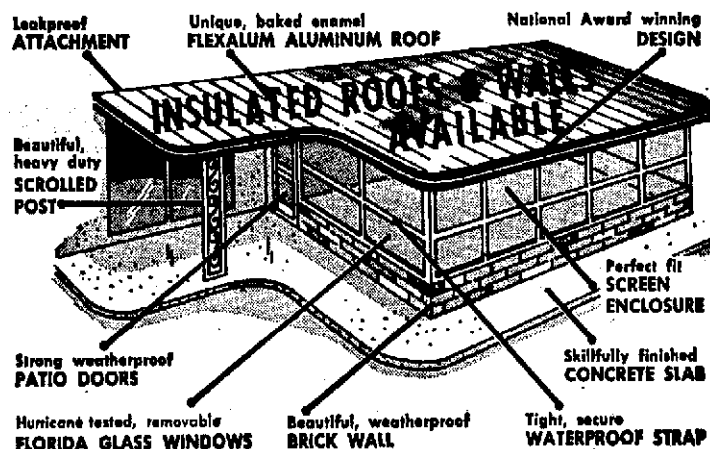 Leakproof
ATTACHMENT
Unique, baked enamel
FLEXALUM ALUMINUM ROOF
National Award winning
DESIGN
INSULATED ROOFS & WALLS
AVAILABLE
Beautiful,
heavy duty
SCROLLED
POST
Perfect fit
SCREEN
ENCLOSURE
Strong weatherproof
PATIO DOORS
Skillfully finished
CONCRETE SLAB
Hurricane tested, removable
FLORIDA GLASS WINDOWS
Beautiful, weatherproof
BRICK WALL
Tight, secure
WATERPROOF STRAP